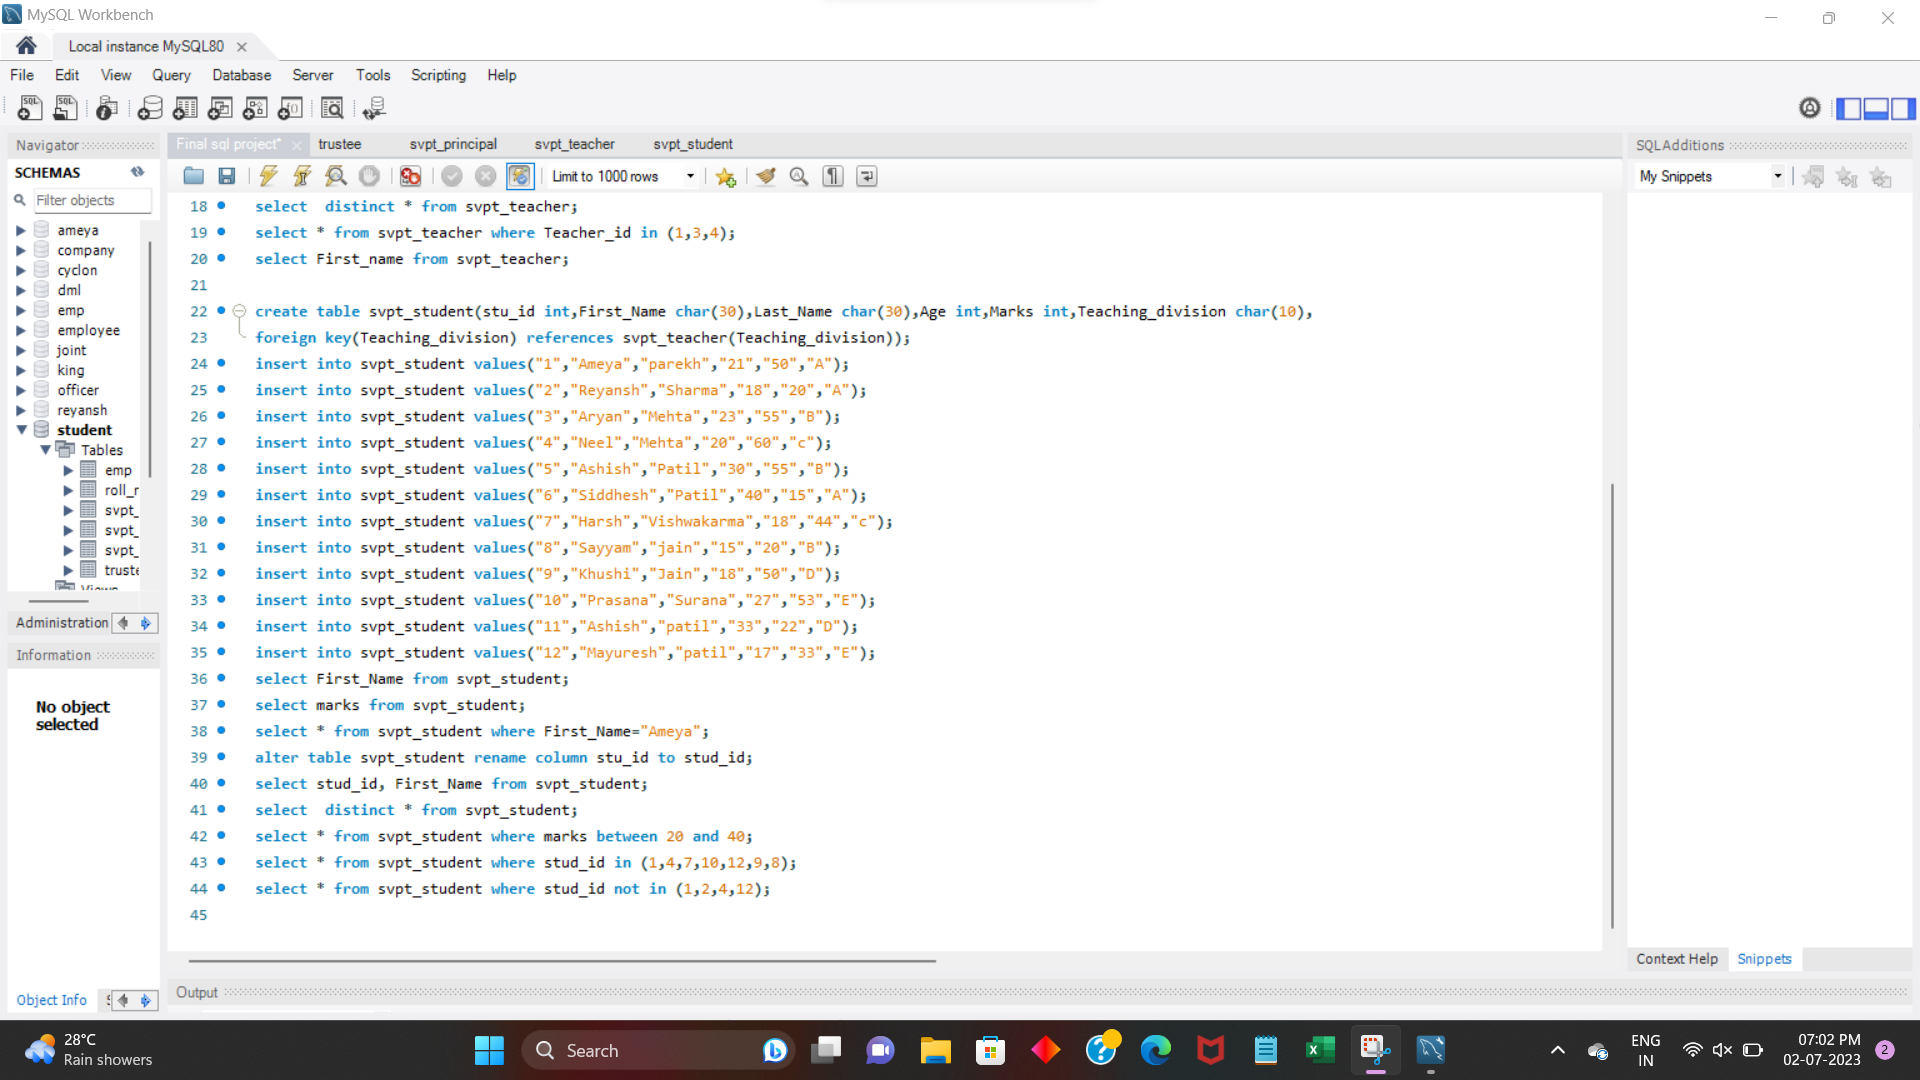 MySQL Workbench
Local instance MySQL80
File Edit View Query Database Server Tools Scripting Help
Navigator
SCHEMAS
Filter objects
ameya
company
cyclon
dml
emp
employee
joint
king
officer
reyansh
student
Tables
emp
roll_r
svpt_
svpt_
svpt_
truste
Views
Administration
Information
No object
selected
Object Info
Final sql project* trustee svpt_principal svpt_teacher svpt_student
Limit to 1000 rows
18 select distinct * from svpt_teacher;
19 select * from svpt_teacher where Teacher_id in (1,3,4);
20 select First_name from svpt_teacher;
21
22 create table svpt_student(stu_id int,First_Name char(30),Last_Name char(30),Age int,Marks int,Teaching_division char(10),
23 foreign key(Teaching_division) references svpt_teacher(Teaching_division));
24 insert into svpt_student values("1","Ameya","parekh","21","50","A");
25 insert into svpt_student values("2","Reyansh","Sharma","18","20","A");
26 insert into svpt_student values("3","Aryan","Mehta","23","55","B");
27 insert into svpt_student values("4","Neel","Mehta","20","60","c");
28 insert into svpt_student values("5","Ashish","Patil","30","55","B");
29 insert into svpt_student values("6","Siddhesh","Patil","40","15","A");
30 insert into svpt_student values("7","Harsh","Vishwakarma","18","44","c");
31 insert into svpt_student values("8","Sayyam","jain","15","20","B");
32 insert into svpt_student values("9","Khushi","Jain","18","50","D");
33 insert into svpt_student values("10","Prasana","Surana","27","53","E");
34 insert into svpt_student values("11","Ashish","patil","33","22","D");
35 insert into svpt_student values("12","Mayuresh","patil","17","33","E");
36 select First_Name from svpt_student;
37 select marks from svpt_student;
38 select * from svpt_student where First_Name="Ameya";
39 alter table svpt_student rename column stu_id to stud_id;
40 select stud_id, First_Name from svpt_student;
41 select distinct * from svpt_student;
42 select * from svpt_student where marks between 20 and 40;
43 select * from svpt_student where stud_id in (1,4,7,10,12,9,8);
44 select * from svpt_student where stud_id not in (1,2,4,12);
45
Output
SQLAdditions
My Snippets
Context Help Snippets
28°C
Rain showers
Search
ENG
IN
07:02 PM
02-07-2023
2